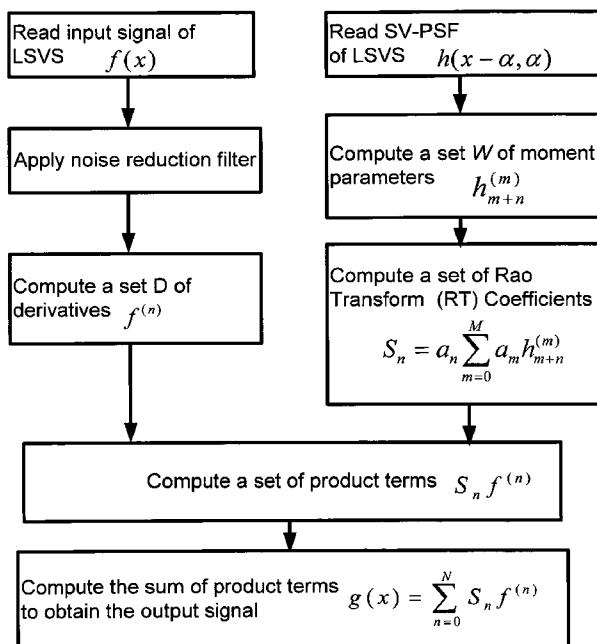 Read input signal of
LSVS f(x)
Apply noise reduction filter
Compute a set D of
derivatives f^{(n)}
Read SV-PSF
of LSVS h(x − α, α)
Compute a set W of moment
parameters h_{m+n}^{(m)}
Compute a set of Rao
Transform (RT) Coefficients
S_n = a_n \sum_{m=0}^{M} a_m h_{m+n}^{(m)}
Compute a set of product terms S_n f^{(n)}
Compute the sum of product terms
to obtain the output signal g(x) = \sum_{n=0}^{N} S_n f^{(n)}